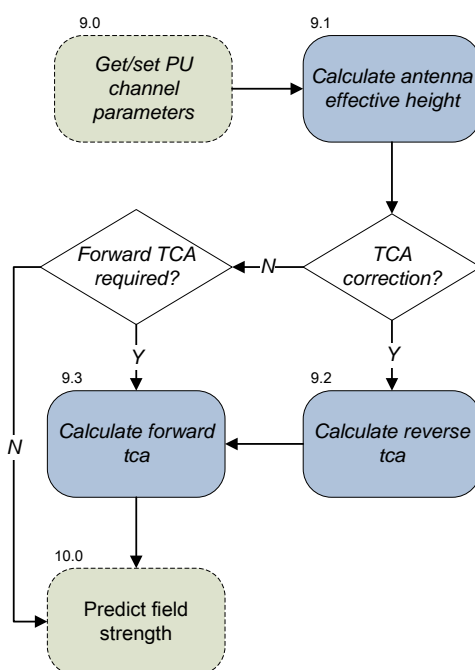 9.0
Get/set PU
channel
parameters
9.1
Calculate antenna
effective height
Forward TCA
required?
N
TCA
correction?
Y
Y
9.3
Calculate forward
tca
9.2
Calculate reverse
tca
N
10.0
Predict field
strength